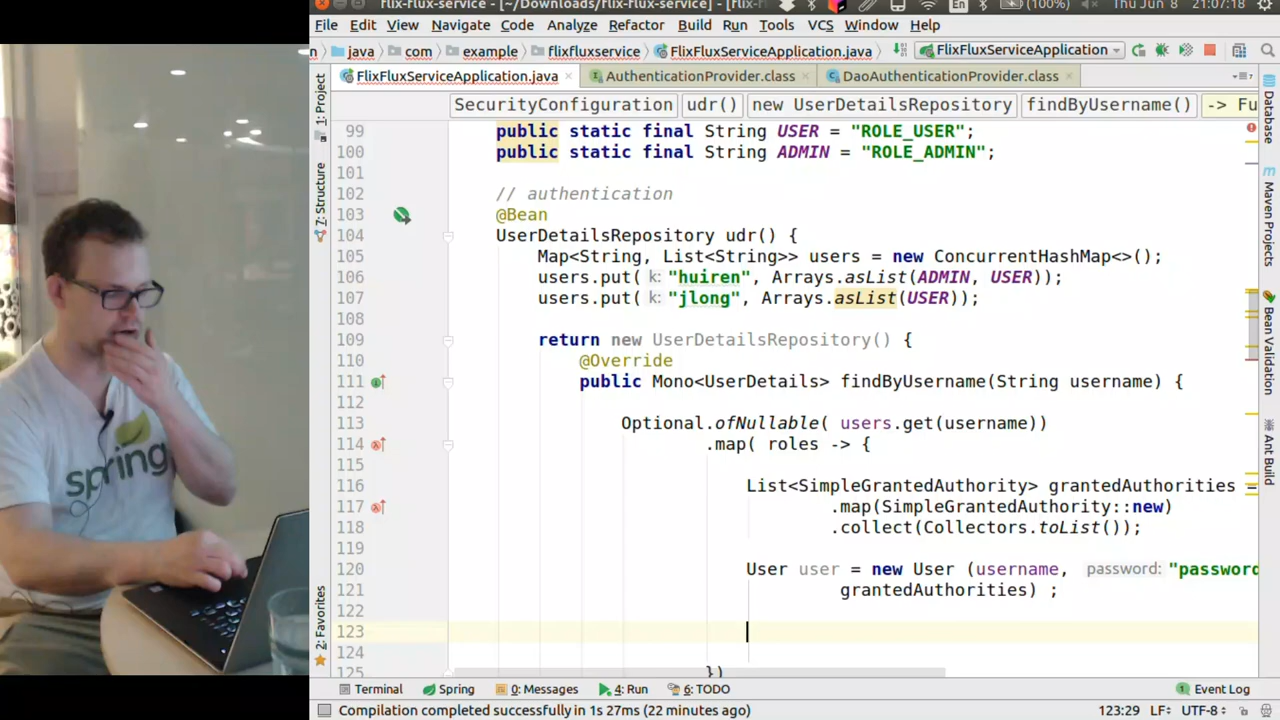 flix-flux-service - [~/Downloads/flix-flux-service] - [flix-f
En
(100%)
Thu Jun 8 21:07:18
File Edit View Navigate Code Analyze Refactor Build Run Tools VCS Window Help
n java com example flixfluxservice FlixFluxServiceApplication.java FlixFluxServiceApplication
FlixFluxServiceApplication.java AuthenticationProvider.class DaoAuthenticationProvider.class
SecurityConfiguration udr() new UserDetailsRepository findByUsername() -> Fu
99 public static final String USER = "ROLE_USER";
100 public static final String ADMIN = "ROLE_ADMIN";
101
102 // authentication
103 @Bean
104 UserDetailsRepository udr() {
105 Map<String, List<String>> users = new ConcurrentHashMap<>();
106 users.put( k: "huiren", Arrays.asList(ADMIN, USER));
107 users.put( k: "jlong", Arrays.asList(USER));
108
109 return new UserDetailsRepository() {
110 @Override
111 public Mono<UserDetails> findByUsername(String username) {
112
113 Optional.ofNullable( users.get(username))
114 .map( roles -> {
115
116 List<SimpleGrantedAuthority> grantedAuthorities =
117 .map(SimpleGrantedAuthority::new)
118 .collect(Collectors.toList());
119
120 User user = new User (username, password: "passwor
121 grantedAuthorities) ;
122
123
124
125 })
1: Project
7: Structure
2: Favorites
Database
m Maven Projects
Bean Validation
Ant Build
spring
Terminal Spring 0: Messages 4: Run 6: TODO 1 Event Log
Compilation completed successfully in 1s 27ms (22 minutes ago) 123:29 LF÷ UTF-8÷